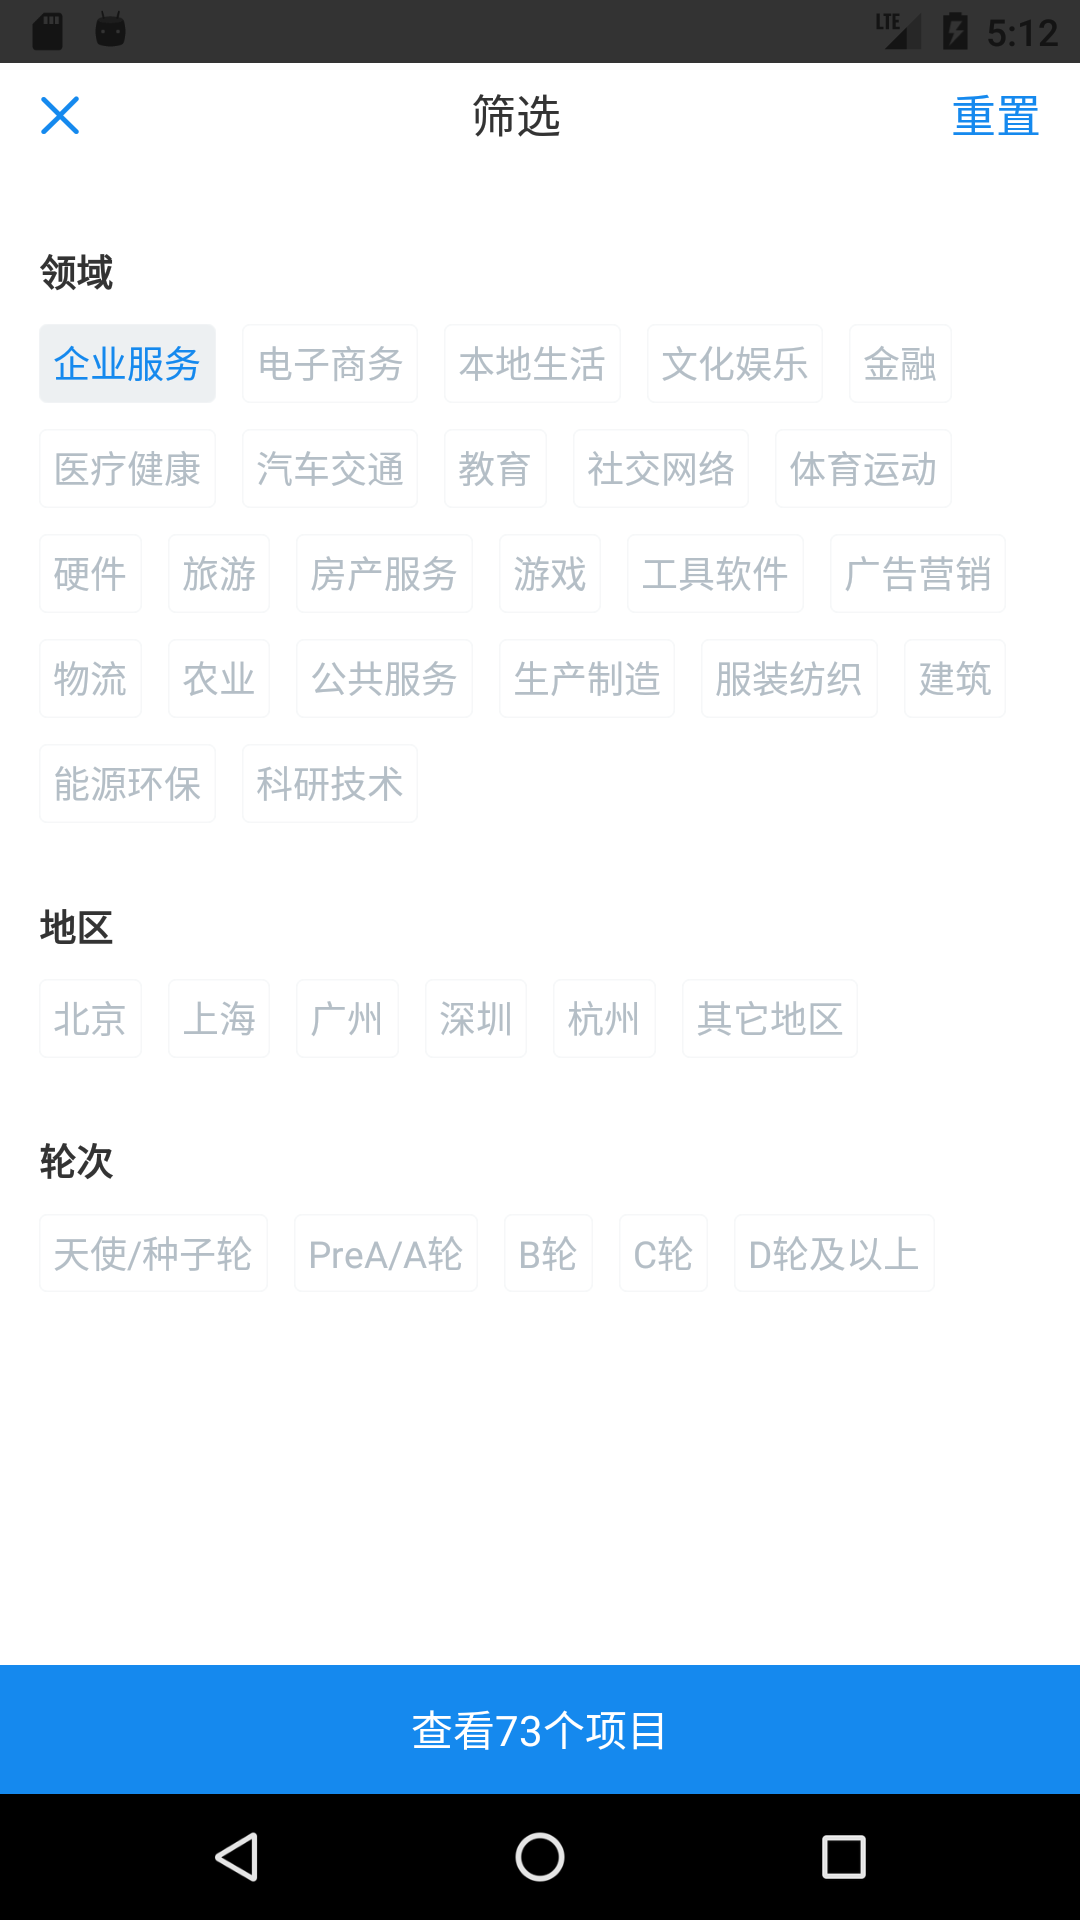 LTE 5:12
筛选 重置
领域
企业服务 电子商务 本地生活 文化娱乐 金融
医疗健康 汽车交通 教育 社交网络 体育运动
硬件 旅游 房产服务 游戏 工具软件 广告营销
物流 农业 公共服务 生产制造 服装纺织 建筑
能源环保 科研技术
地区
北京 上海 广州 深圳 杭州 其它地区
轮次
天使/种子轮 PreA/A轮 B轮 C轮 D轮及以上
查看73个项目